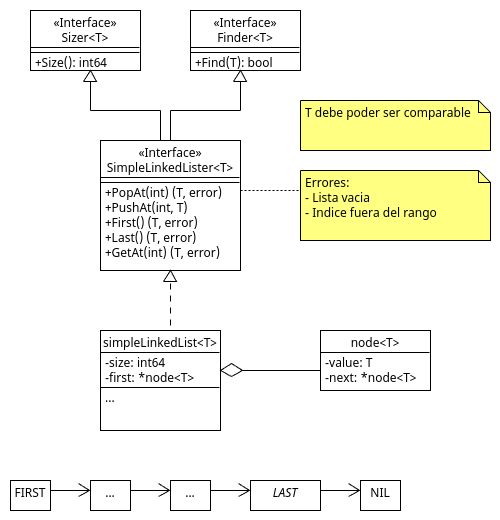 «Interface»
Sizer<T>
+Size(): int64
«Interface»
Finder<T>
+Find(T): bool
T debe poder ser comparable
«Interface»
SimpleLinkedLister<T>
+PopAt(int) (T, error)
+PushAt(int, T)
+First() (T, error)
+Last() (T, error)
+GetAt(int) (T, error)
Errores:
- Lista vacia
- Indice fuera del rango
simpleLinkedList<T>
-size: int64
-first: *node<T>
...
node<T>
-value: T
-next: *node<T>
FIRST
...
...
LAST
NIL